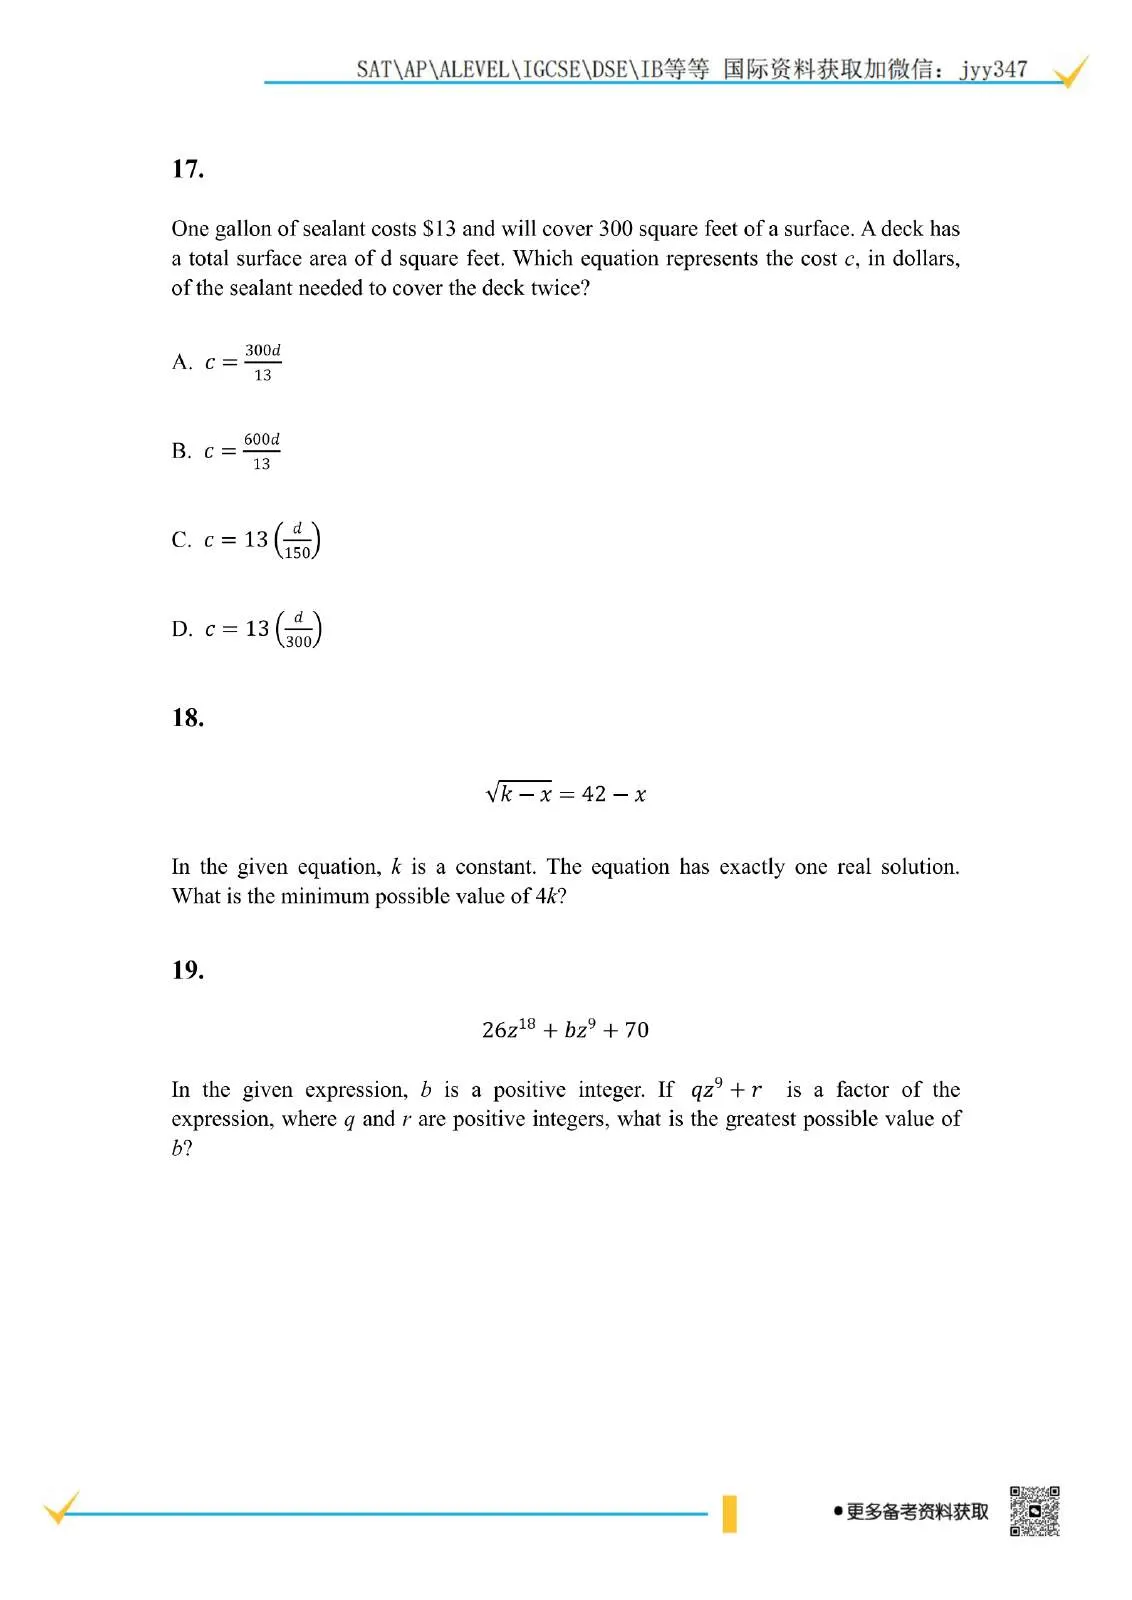 SAT\AP\ALEVEL\IGCSE\DSE\IB等等 国际资料获取加微信：jyy347
17.
One gallon of sealant costs $13 and will cover 300 square feet of a surface. A deck has
a total surface area of d square feet. Which equation represents the cost c, in dollars,
of the sealant needed to cover the deck twice?
A. c = 300d/13
B. c = 600d/13
C. c = 13 (d/150)
D. c = 13 (d/300)
18.
√(k − x) = 42 − x
In the given equation, k is a constant. The equation has exactly one real solution.
What is the minimum possible value of 4k?
19.
26z¹⁸ + bz⁹ + 70
In the given expression, b is a positive integer. If qz⁹ + r is a factor of the
expression, where q and r are positive integers, what is the greatest possible value of
b?
•更多备考资料获取